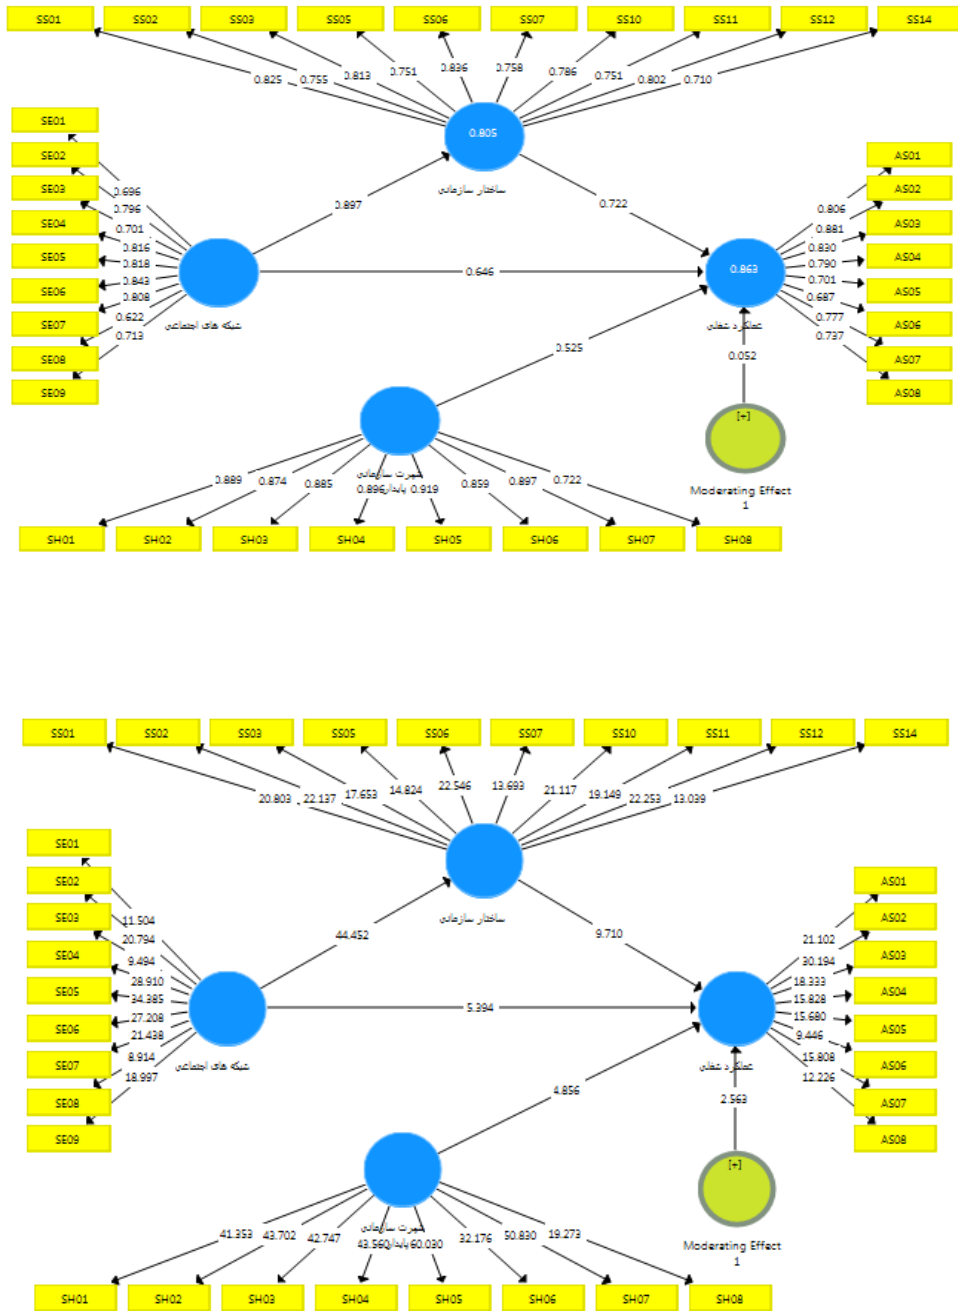 SS01 SS02 SS03 SS05 SS06 SS07 SS10 SS11 SS12 SS14
0.825 0.755 0.813 0.751 0.836 0.758 0.786 0.751 0.802 0.710
0.805
ساختار سازمانی
SE01
SE02
SE03
SE04
SE05
SE06
SE07
SE08
SE09
0.696
0.796
0.701
0.816
0.818
0.843
0.808
0.622
0.713
0.897
0.722
0.646
0.525
شبکه های اجتماعی
0.863
عملکرد شغلی
0.806
0.881
0.830
0.790
0.701
0.687
0.777
0.737
AS01
AS02
AS03
AS04
AS05
AS06
AS07
AS08
0.052
[+]
Moderating Effect
1
شهرت سازمانی
پایدار
0.889 0.874 0.885 0.896 0.919 0.859 0.897 0.722
SH01 SH02 SH03 SH04 SH05 SH06 SH07 SH08
SS01 SS02 SS03 SS05 SS06 SS07 SS10 SS11 SS12 SS14
20.803 22.137 17.653 14.824 22.546 13.693 21.117 19.149 22.253 13.039
ساختار سازمانی
SE01
SE02
SE03
SE04
SE05
SE06
SE07
SE08
SE09
11.504
20.794
9.494
28.910
34.385
27.208
21.438
8.914
18.997
44.452
9.710
5.394
4.856
شبکه های اجتماعی
عملکرد شغلی
21.102
30.194
18.333
15.828
15.680
9.446
15.808
12.226
AS01
AS02
AS03
AS04
AS05
AS06
AS07
AS08
2.563
[+]
Moderating Effect
1
شهرت سازمانی
پایدار
41.353 43.702 42.747 43.560 60.030 32.176 50.830 19.273
SH01 SH02 SH03 SH04 SH05 SH06 SH07 SH08